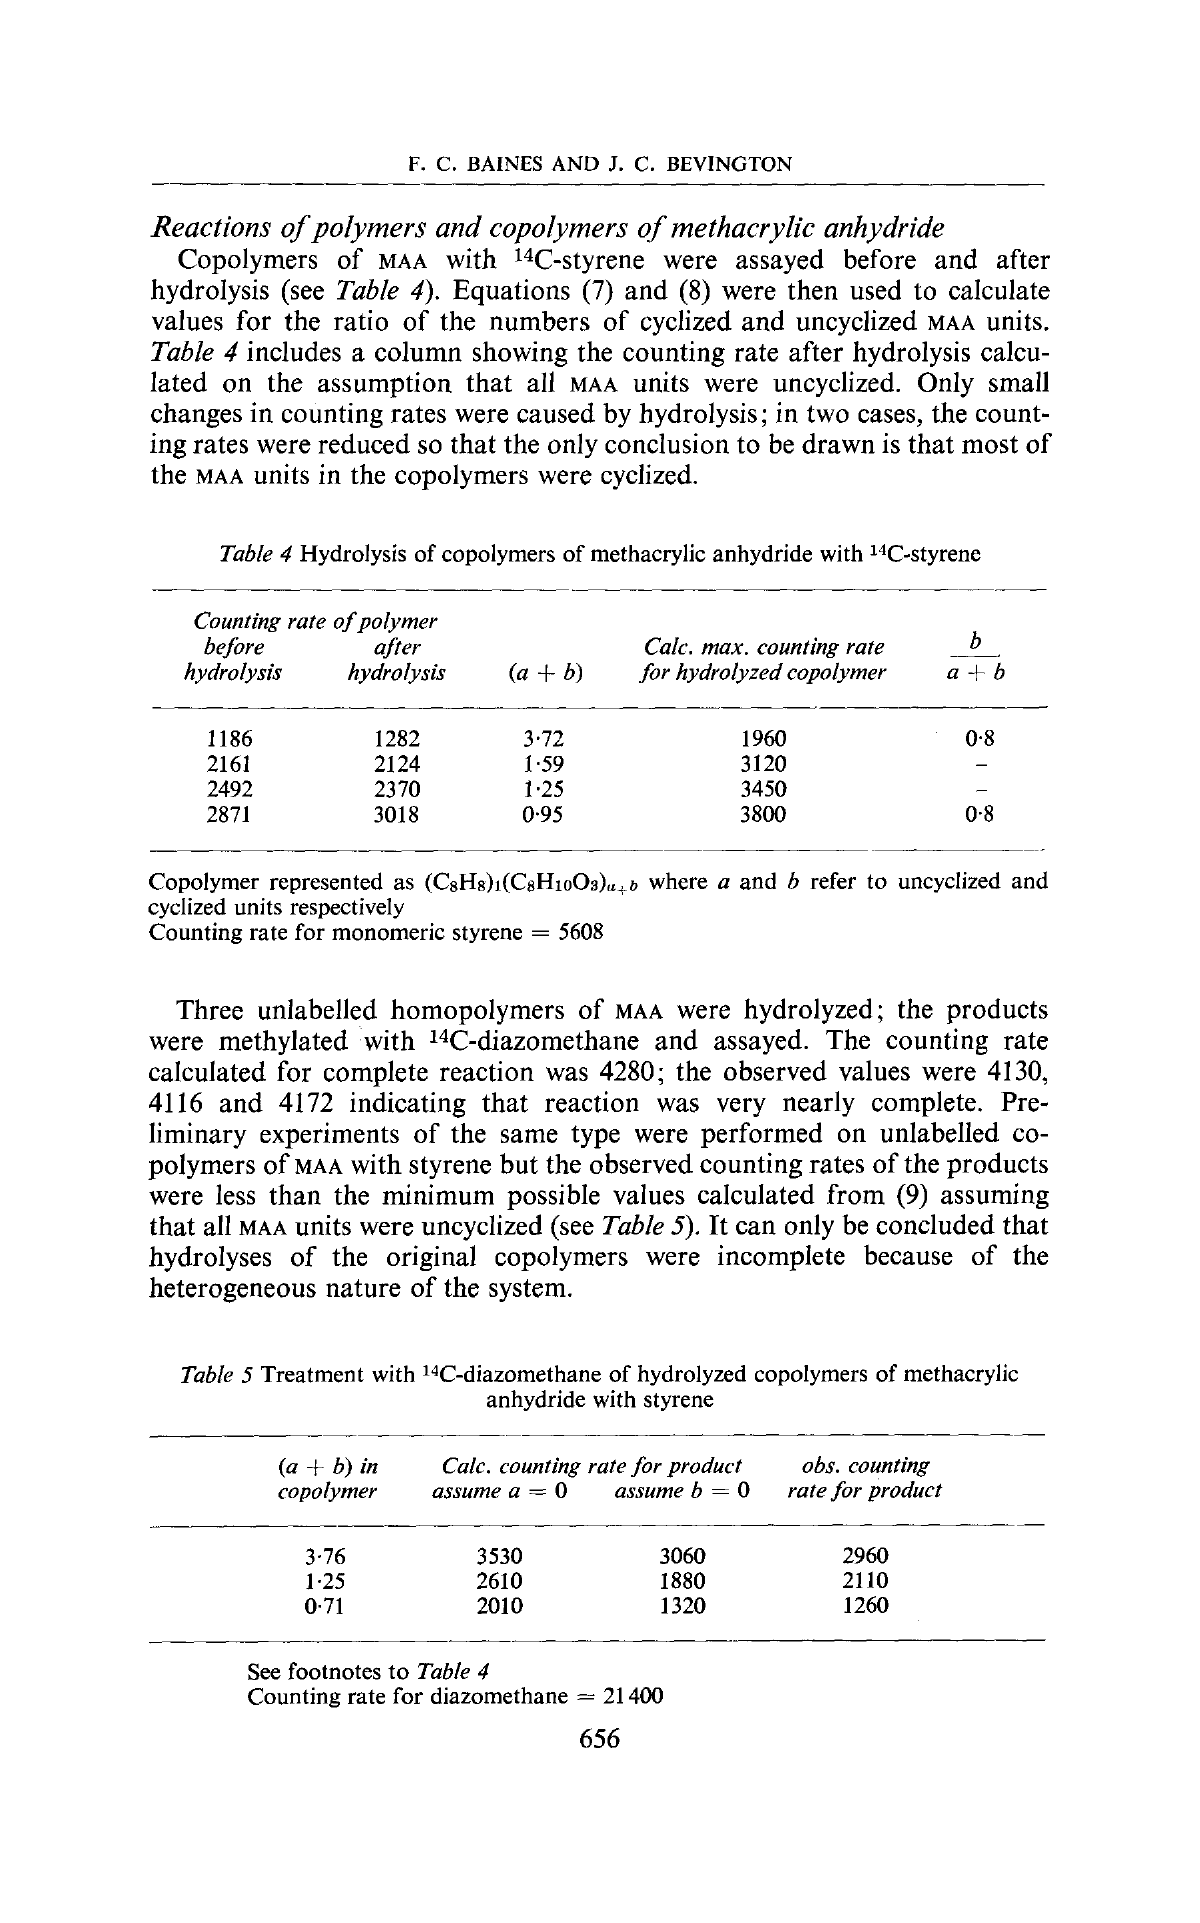 F. C. BAINES AND J. C. BEVINGTON
Reactions of polymers and copolymers of methacrylic anhydride
Copolymers of MAA with ¹⁴C-styrene were assayed before and after
hydrolysis (see Table 4). Equations (7) and (8) were then used to calculate
values for the ratio of the numbers of cyclized and uncyclized MAA units.
Table 4 includes a column showing the counting rate after hydrolysis calcu-
lated on the assumption that all MAA units were uncyclized. Only small
changes in counting rates were caused by hydrolysis; in two cases, the count-
ing rates were reduced so that the only conclusion to be drawn is that most of
the MAA units in the copolymers were cyclized.
Table 4 Hydrolysis of copolymers of methacrylic anhydride with ¹⁴C-styrene
Counting rate of polymer
before after Calc. max. counting rate b
hydrolysis hydrolysis (a + b) for hydrolyzed copolymer a + b
1186 1282 3·72 1960 0·8
2161 2124 1·59 3120 –
2492 2370 1·25 3450 –
2871 3018 0·95 3800 0·8
Copolymer represented as (C₈H₈)₁(C₈H₁₀O₃)ₐ₊b where a and b refer to uncyclized and
cyclized units respectively
Counting rate for monomeric styrene = 5608
Three unlabelled homopolymers of MAA were hydrolyzed; the products
were methylated with ¹⁴C-diazomethane and assayed. The counting rate
calculated for complete reaction was 4280; the observed values were 4130,
4116 and 4172 indicating that reaction was very nearly complete. Pre-
liminary experiments of the same type were performed on unlabelled co-
polymers of MAA with styrene but the observed counting rates of the products
were less than the minimum possible values calculated from (9) assuming
that all MAA units were uncyclized (see Table 5). It can only be concluded that
hydrolyses of the original copolymers were incomplete because of the
heterogeneous nature of the system.
Table 5 Treatment with ¹⁴C-diazomethane of hydrolyzed copolymers of methacrylic
anhydride with styrene
(a + b) in Calc. counting rate for product obs. counting
copolymer assume a = 0 assume b = 0 rate for product
3·76 3530 3060 2960
1·25 2610 1880 2110
0·71 2010 1320 1260
See footnotes to Table 4
Counting rate for diazomethane = 21 400
656